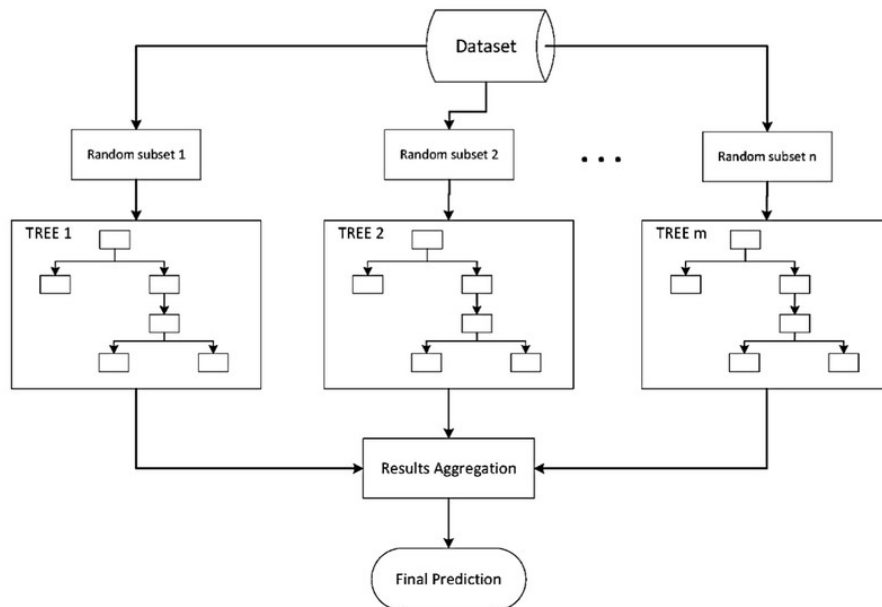 Dataset
Random subset 1
Random subset 2
Random subset n
TREE 1
TREE 2
TREE m
Results Aggregation
Final Prediction